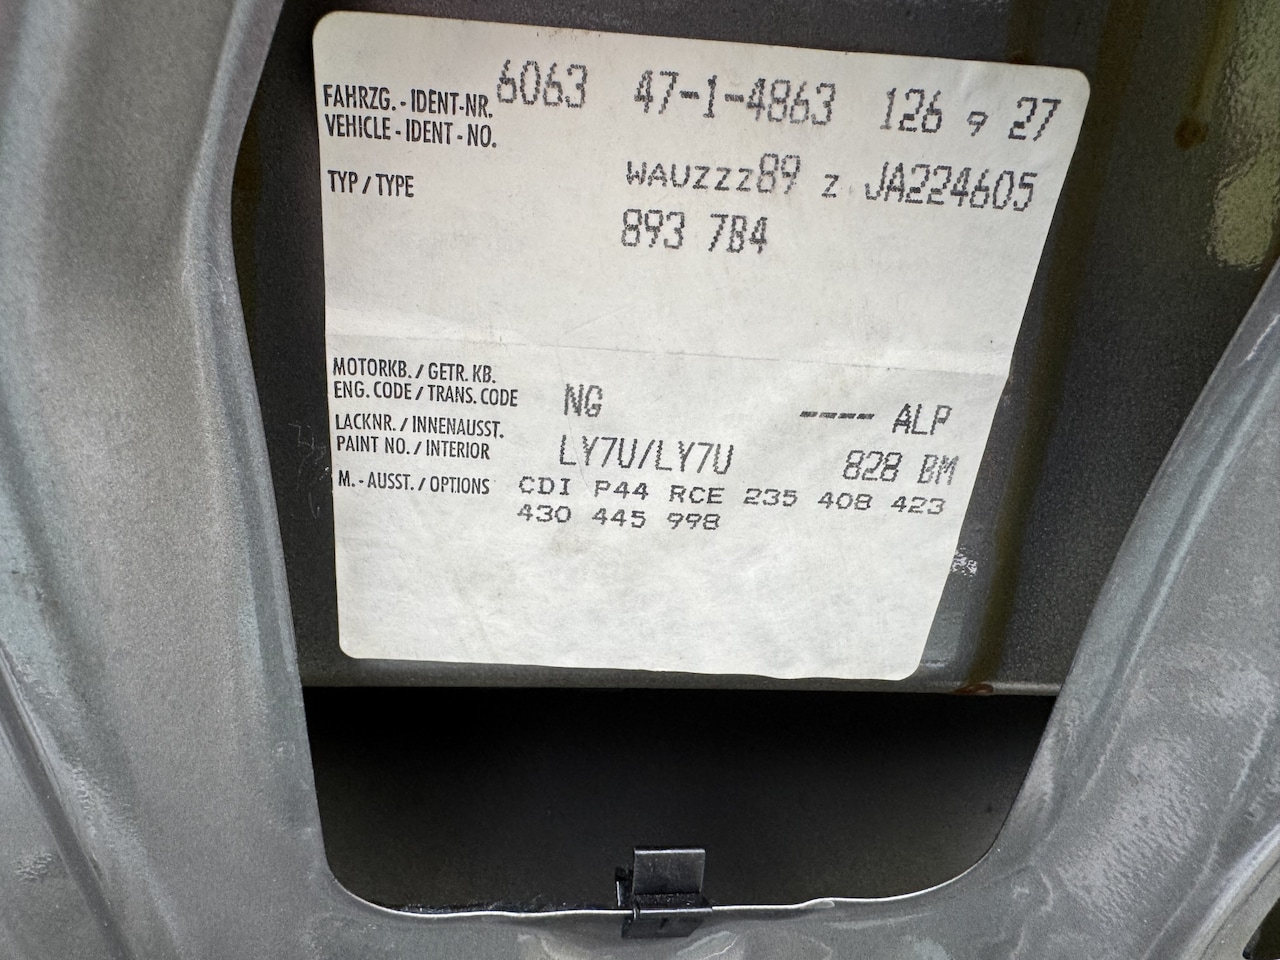 6063 47-1-4863 126 9 27
FAHRZG. - IDENT-NR.
VEHICLE - IDENT - NO.
WAUZZZ89 Z JA224605
TYP / TYPE
893 7B4
MOTORKB. / GETR. KB.
ENG. CODE / TRANS. CODE NG ---- ALP
LACKNR. / INNENAUSST.
PAINT NO. / INTERIOR LY7U/LY7U 828 BM
M. - AUSST. / OPTIONS CDI P44 RCE 235 408 423
430 445 998